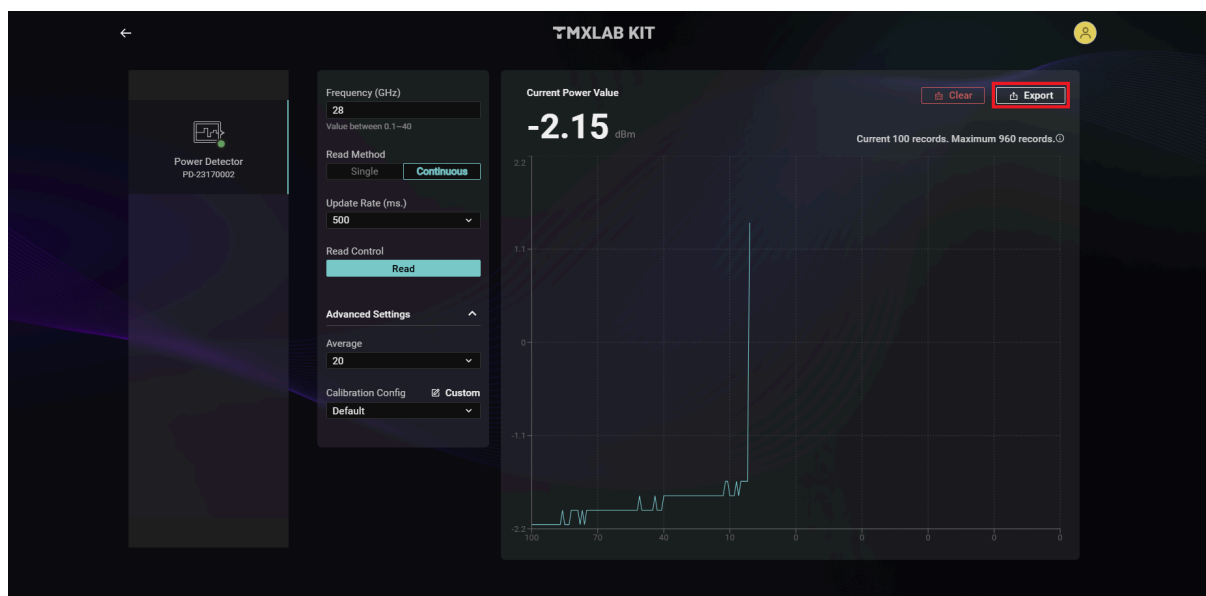 TMXLAB KIT
Power Detector
PD-23170002
Frequency (GHz)
28
Value between 0.1–40
Read Method
Single Continuous
Update Rate (ms.)
500
Read Control
Read
Advanced Settings
Average
20
Calibration Config Custom
Default
Current Power Value
Clear Export
-2.15 dBm
Current 100 records. Maximum 960 records.
2.2
1.1
0
-1.1
-2.2
100 70 40 10 0 0 0 0 0